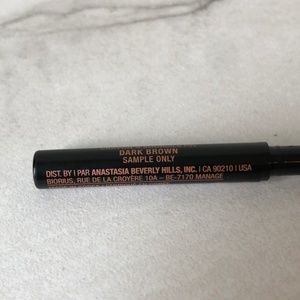 DARK BROWN
SAMPLE ONLY
DIST. BY | PAR ANASTASIA BEVERLY HILLS, INC. | CA 90210 | USA
BIORIUS, RUE DE LA CROYÈRE 10A – BE-7170 MANAGE